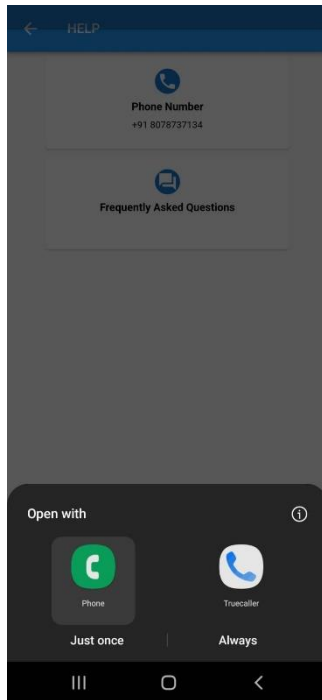 HELP
Phone Number
+91 8078737134
Frequently Asked Questions
Open with
Phone
Truecaller
Just once
Always